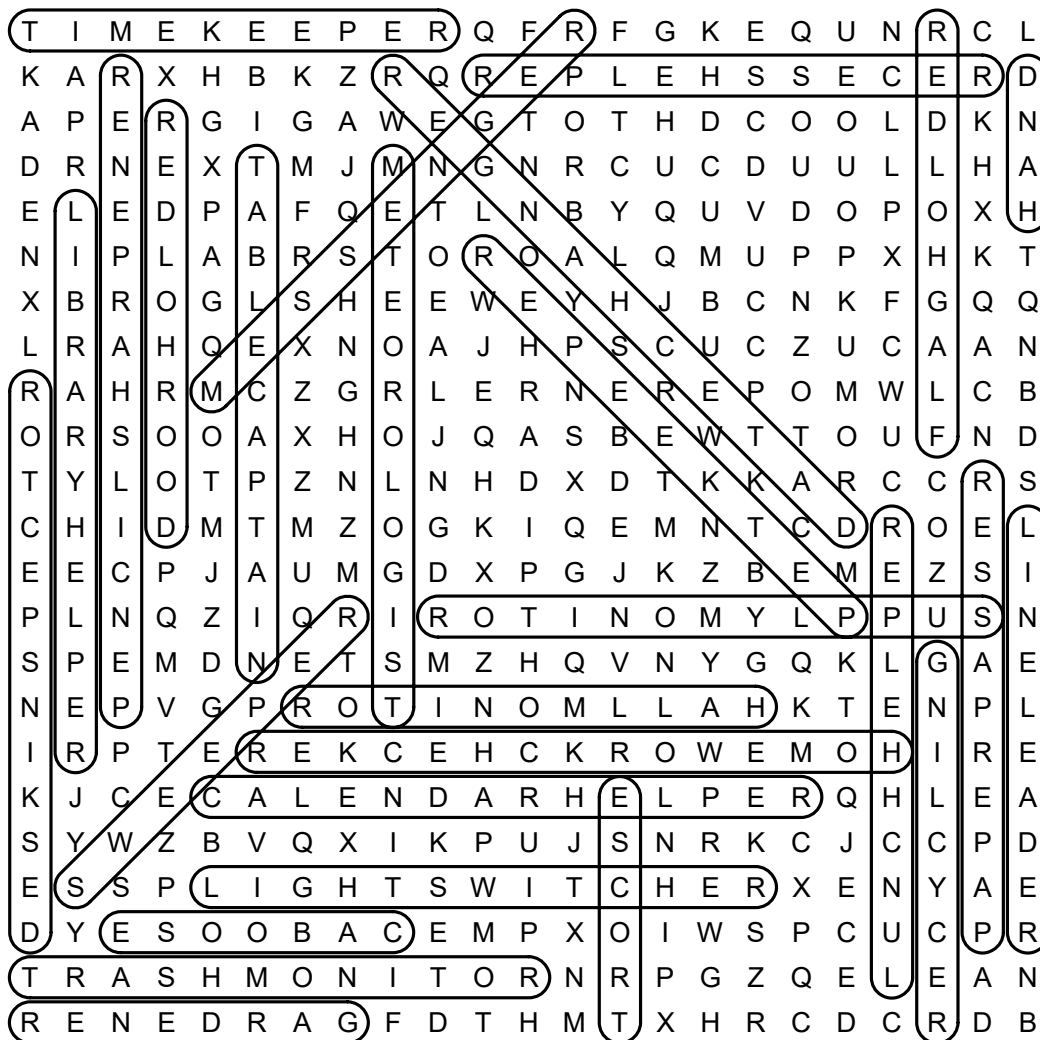 T I M E K E E P E R Q F R F G K E Q U N R C L
K A R X H B K Z R Q R E P L E H S S E C E R D
A P E R G I G A W E G T O T H D C O O L D K N
D R N E X T M J M N G N R C U C D U U L L H A
E L E D P A F Q E T L N B Y Q U V D O P O X H
N I P L A B R S T O R O A L Q M U P P X H K T
X B R O G L S H E E W E Y H J B C N K F G Q Q
L R A H Q E X N O A J H P S C U C Z U C A A N
R A H R M C Z G R L E R N E R E P O M W L C B
O R S O O A X H O J Q A S B E W T T O U F N D
T Y L O T P Z N L N H D X D T K K A R C C R S
C H I D M T M Z O G K I Q E M N T C D R O E L
E E C P J A U M G D X P G J K Z B E M E Z S I
P L N Q Z I Q R I R O T I N O M Y L P P U S N
S P E M D N E T S M Z H Q V N Y G Q K L G A E
N E P V G P R O T I N O M L L A H K T E N P L
I R P T E R E K C E H C K R O W E M O H I R E
K J C E C A L E N D A R H E L P E R Q H L E A
S Y W Z B V Q X I K P U J S N R K C J C C P D
E S S P L I G H T S W I T C H E R X E N Y A E
D Y E S O O B A C E M P X O I W S P C U C P R
T R A S H M O N I T O R N R P G Z Q E L E A N
R E N E D R A G F D T H M T X H R C D C R D B